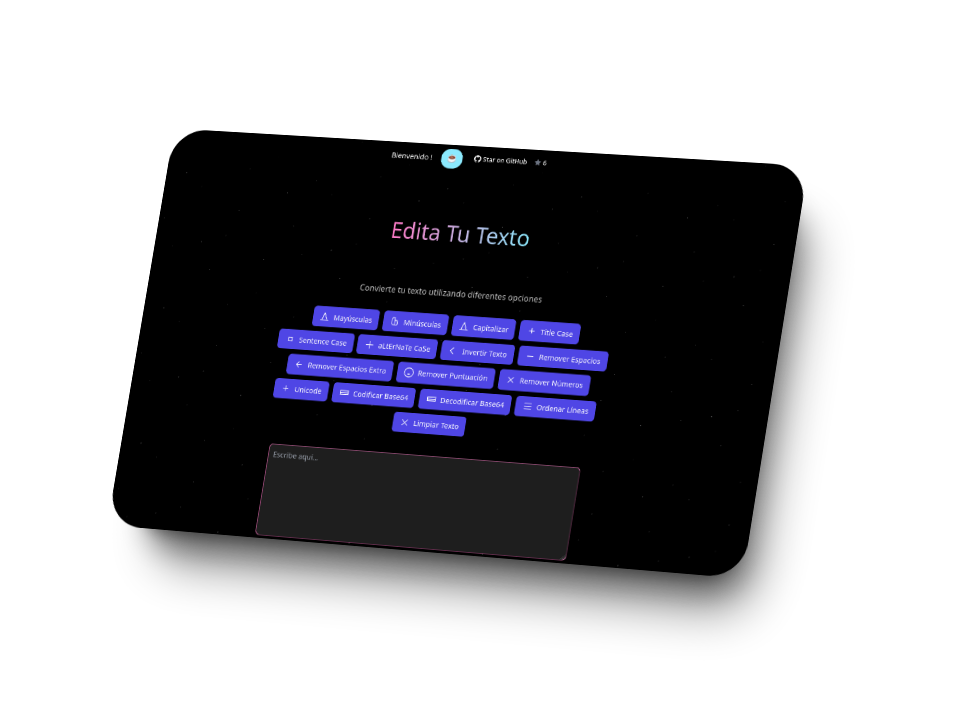 Bienvenido ! Star on GitHub 6
Edita Tu Texto
Convierte tu texto utilizando diferentes opciones
Mayúsculas Minúsculas Capitalizar Title Case
Sentence Case aLtErNaTe CaSe Invertir Texto Remover Espacios
Remover Espacios Extra Remover Puntuación Remover Números
Unicode Codificar Base64 Decodificar Base64 Ordenar Líneas
Limpiar Texto
Escribe aquí...